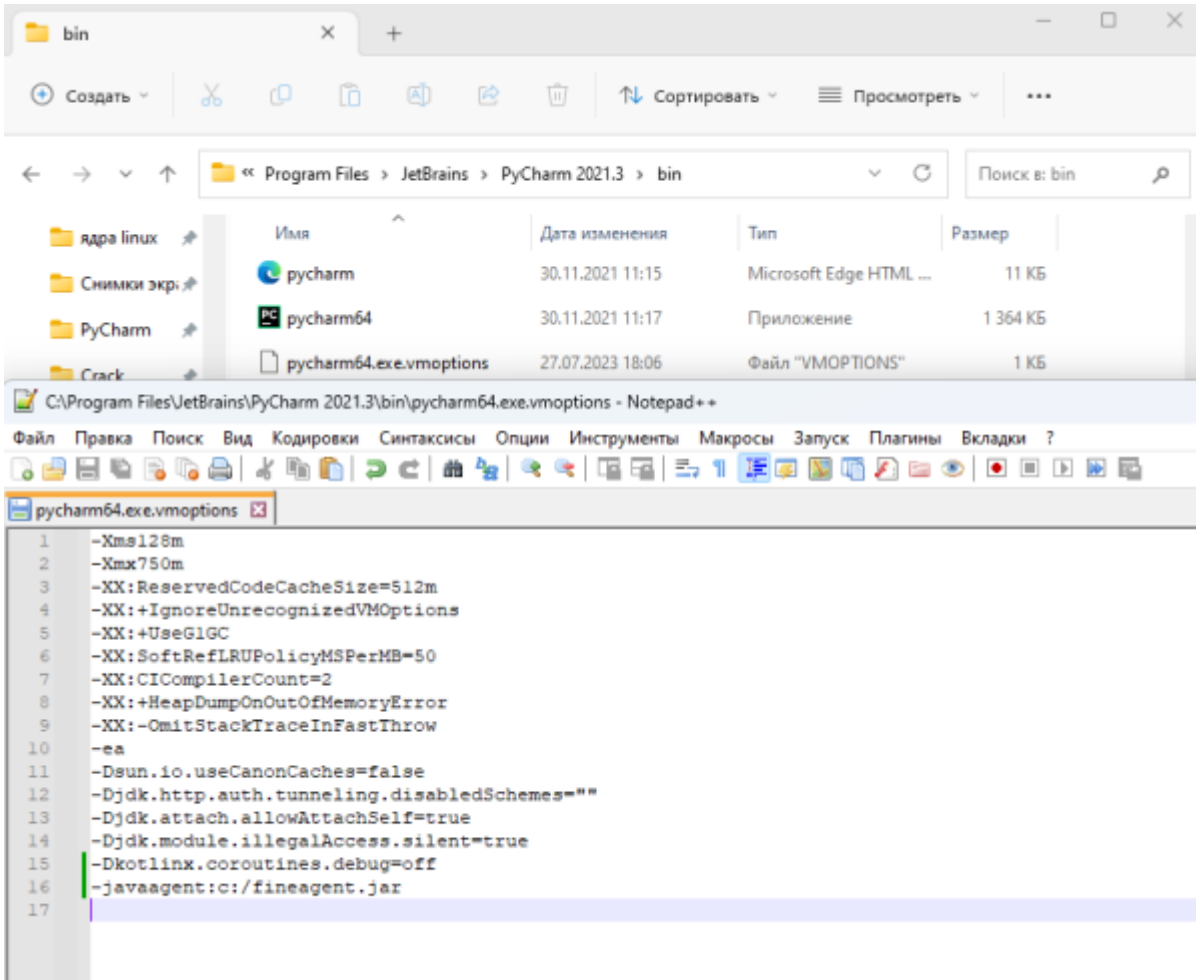 bin
Создать
Сортировать
Просмотреть
Program Files > JetBrains > PyCharm 2021.3 > bin
Поиск в: bin
Имя Дата изменения Тип Размер
ядра linux
pycharm 30.11.2021 11:15 Microsoft Edge HTML ... 11 КБ
Снимки экр
pycharm64 30.11.2021 11:17 Приложение 1 364 КБ
PyCharm
pycharm64.exe.vmoptions 27.07.2023 18:06 Файл "VMOPTIONS" 1 КБ
Crack
C:\Program Files\JetBrains\PyCharm 2021.3\bin\pycharm64.exe.vmoptions - Notepad++
Файл Правка Поиск Вид Кодировки Синтаксисы Опции Инструменты Макросы Запуск Плагины Вкладки ?
pycharm64.exe.vmoptions
1 -Xms128m
2 -Xmx750m
3 -XX:ReservedCodeCacheSize=512m
4 -XX:+IgnoreUnrecognizedVMOptions
5 -XX:+UseG1GC
6 -XX:SoftRefLRUPolicyMSPerMB=50
7 -XX:CICompilerCount=2
8 -XX:+HeapDumpOnOutOfMemoryError
9 -XX:-OmitStackTraceInFastThrow
10 -ea
11 -Dsun.io.useCanonCaches=false
12 -Djdk.http.auth.tunneling.disabledSchemes=""
13 -Djdk.attach.allowAttachSelf=true
14 -Djdk.module.illegalAccess.silent=true
15 -Dkotlinx.coroutines.debug=off
16 -javaagent:c:/fineagent.jar
17